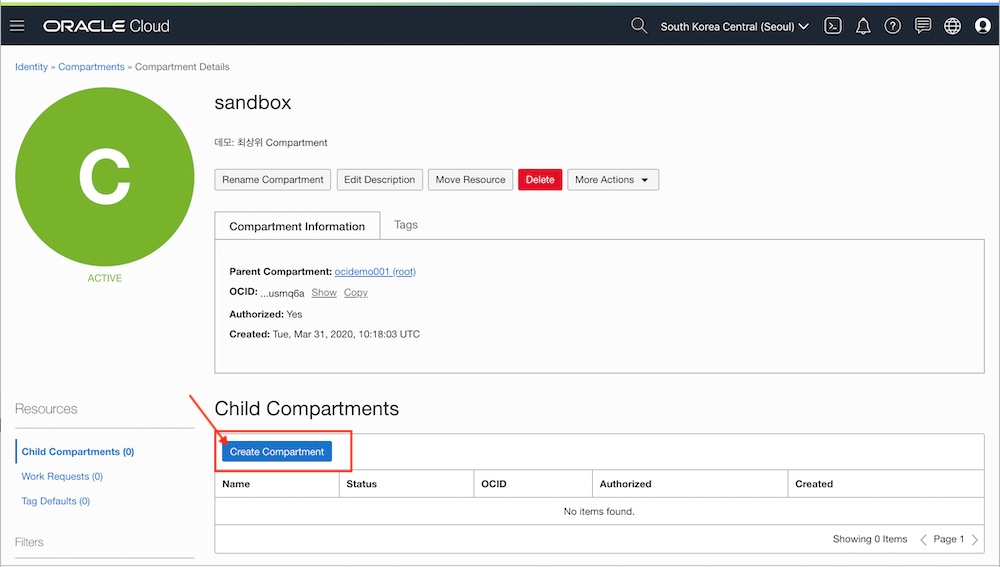 ORACLE Cloud
South Korea Central (Seoul)
Identity » Compartments » Compartment Details
C
ACTIVE
sandbox
데모: 최상위 Compartment
Rename Compartment
Edit Description
Move Resource
Delete
More Actions
Compartment Information
Tags
Parent Compartment: ocidemo001 (root)
OCID: ...usmq6a Show Copy
Authorized: Yes
Created: Tue, Mar 31, 2020, 10:18:03 UTC
Resources
Child Compartments (0)
Work Requests (0)
Tag Defaults (0)
Filters
Child Compartments
Create Compartment
Name Status OCID Authorized Created
No items found.
Showing 0 Items Page 1